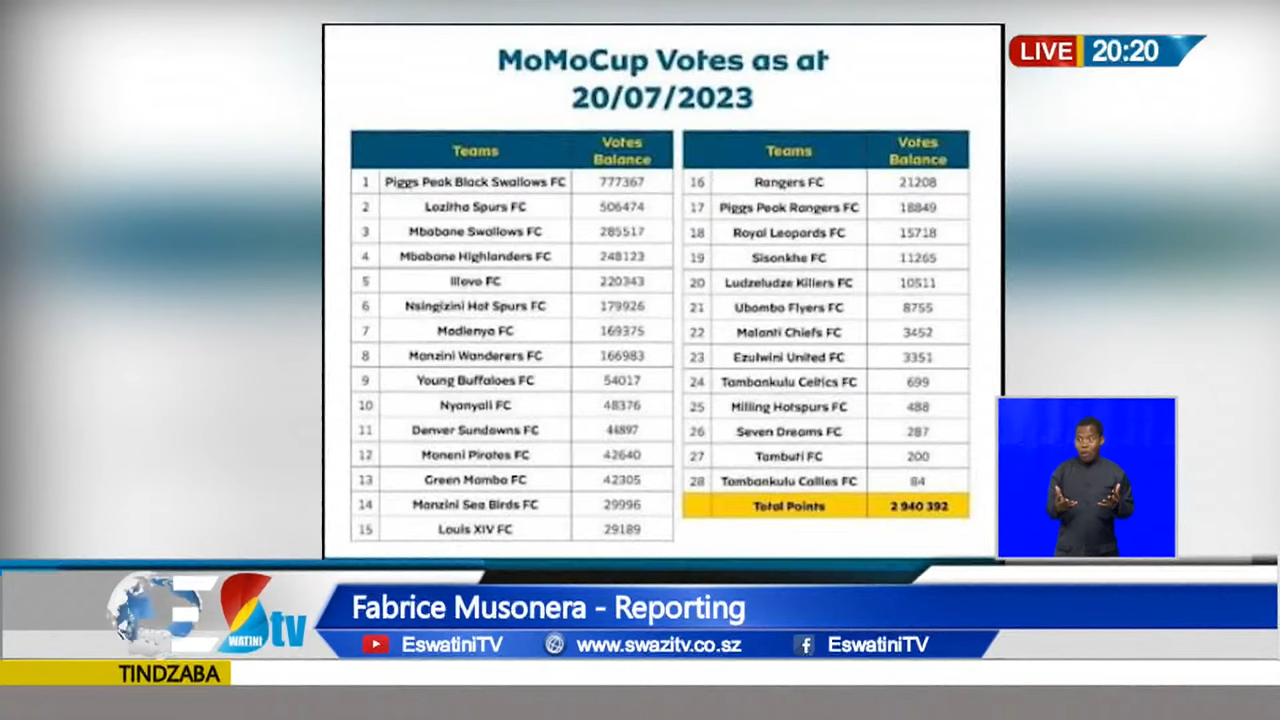 MoMoCup Votes as at
20/07/2023
LIVE 20:20
Teams Votes Balance
1 Piggs Peak Black Swallows FC 777367
2 Lozitha Spurs FC 506474
3 Mbabane Swallows FC 285517
4 Mbabane Highlanders FC 248123
5 Illovo FC 220343
6 Nsingizini Hot Spurs FC 179926
7 Madlenya FC 169375
8 Manzini Wanderers FC 166983
9 Young Buffaloes FC 54017
10 Nyanyali FC 48376
11 Denver Sundowns FC 44897
12 Moneni Pirates FC 42640
13 Green Mamba FC 42305
14 Manzini Sea Birds FC 29996
15 Louis XIV FC 29189
Teams Votes Balance
16 Rangers FC 21208
17 Piggs Peak Rangers FC 18849
18 Royal Leopards FC 15718
19 Sisonkhe FC 11265
20 Ludzeludze Killers FC 10511
21 Ubombo Flyers FC 8755
22 Malanti Chiefs FC 3452
23 Ezulwini United FC 3351
24 Tambankulu Celtics FC 699
25 Milling Hotspurs FC 488
26 Seven Dreams FC 287
27 Tambuti FC 200
28 Tambankulu Callies FC 84
Total Points 2 940 392
ESWATINI tv
Fabrice Musonera - Reporting
EswatiniTV www.swazitv.co.sz EswatiniTV
TINDZABA